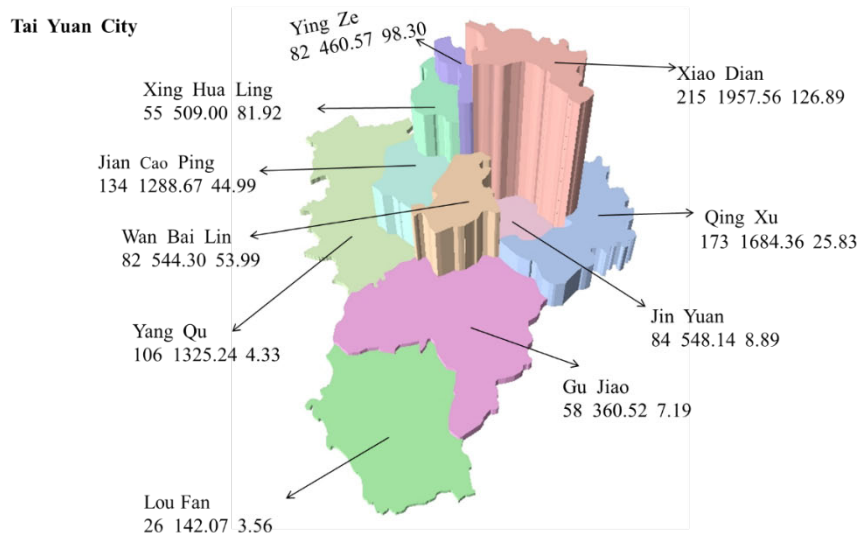 Tai Yuan City
Ying Ze
82 460.57 98.30
Xiao Dian
215 1957.56 126.89
Xing Hua Ling
55 509.00 81.92
Jian Cao Ping
134 1288.67 44.99
Qing Xu
173 1684.36 25.83
Wan Bai Lin
82 544.30 53.99
Jin Yuan
84 548.14 8.89
Yang Qu
106 1325.24 4.33
Gu Jiao
58 360.52 7.19
Lou Fan
26 142.07 3.56